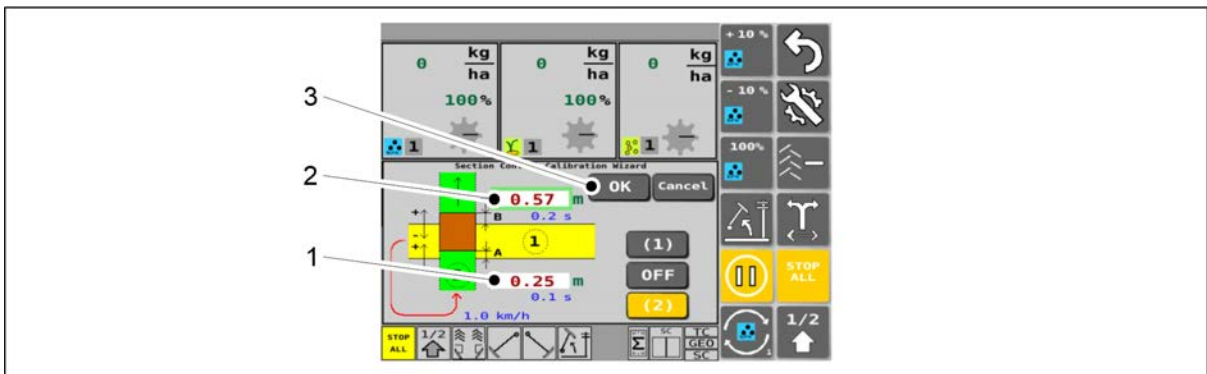 +10 %
0 kg/ha
0 kg/ha
0 kg/ha
100%
100%
- 10 %
1
1
1
100%
Section Control Calibration Wizard
3
OK
Cancel
2
0.57 m
B
0.2 s
+
-
+
1
(1)
A
1
0.25 m
OFF
0.1 s
(2)
STOP ALL
1.0 km/h
STOP ALL
1/2
Σ
SC
TC
GEO
SC
1
1/2